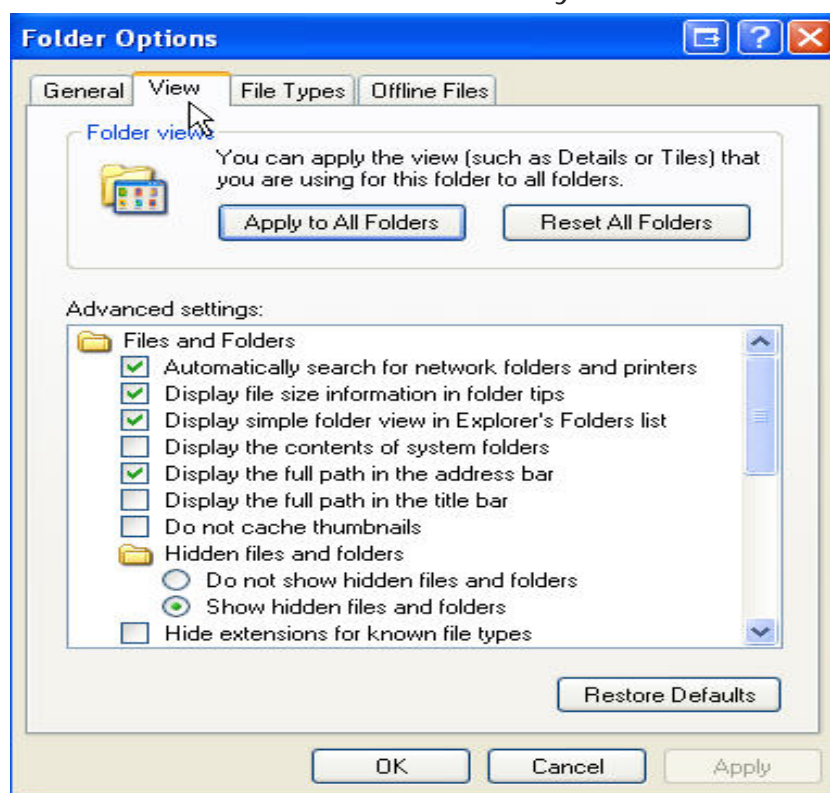 Folder Options
General View File Types Offline Files
Folder views
You can apply the view (such as Details or Tiles) that
you are using for this folder to all folders.
Apply to All Folders Reset All Folders
Advanced settings:
Files and Folders
Automatically search for network folders and printers
Display file size information in folder tips
Display simple folder view in Explorer's Folders list
Display the contents of system folders
Display the full path in the address bar
Display the full path in the title bar
Do not cache thumbnails
Hidden files and folders
Do not show hidden files and folders
Show hidden files and folders
Hide extensions for known file types
Restore Defaults
OK Cancel Apply